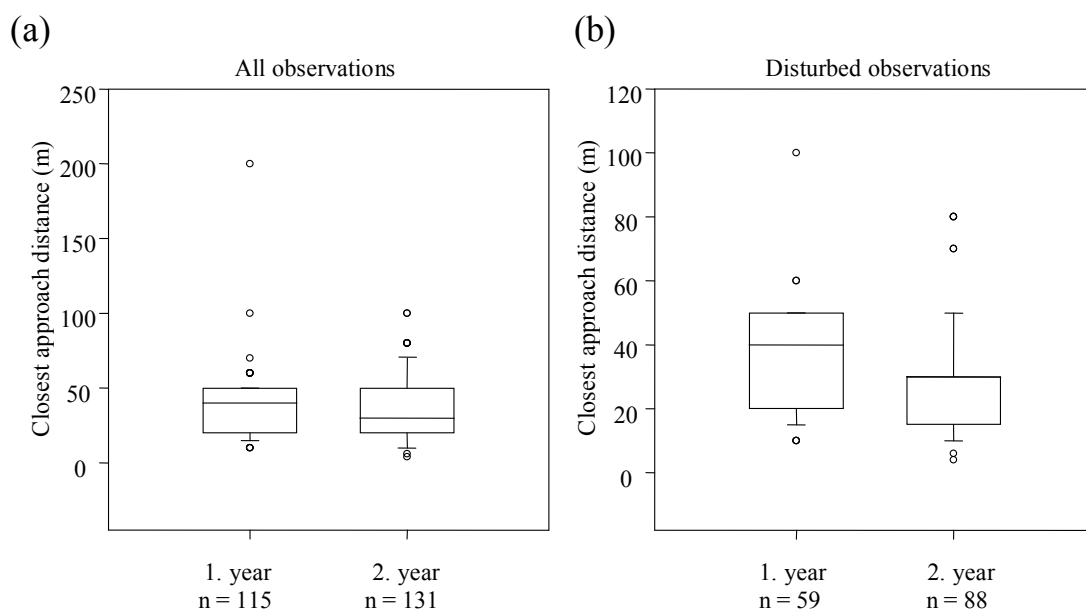 (a)
All observations
Closest approach distance (m)
250
200
150
100
50
0
1. year
n = 115
2. year
n = 131
(b)
Disturbed observations
Closest approach distance (m)
120
100
80
60
40
20
0
1. year
n = 59
2. year
n = 88